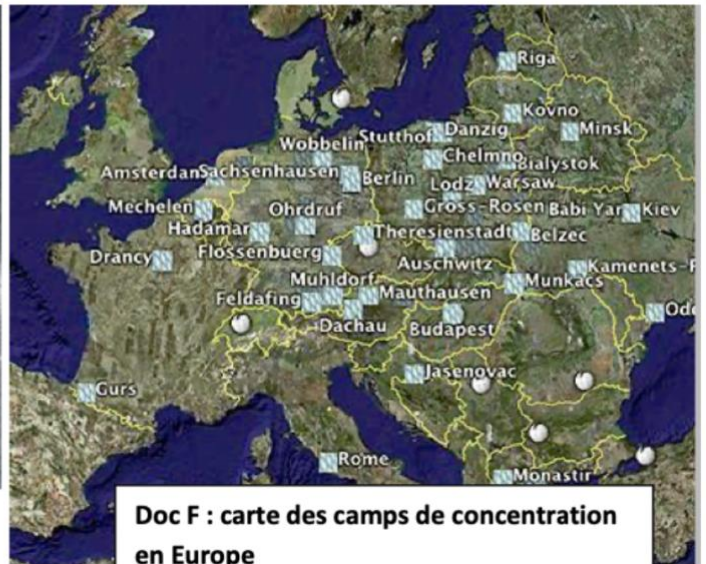 Riga
Kovno
Minsk
Stutthof Danzig
Wobbelin
Chelmno Bialystok
Amsterdam Sachsenhausen Berlin
Lodz Warsaw
Mechelen Ohrdruf Gross-Rosen Babi Yar Kiev
Hadamar Theresienstadt Belzec
Drancy Flossenbuerg Auschwitz Kamenets-P
Muhldorf Munkacs
Feldafing Mauthausen Ode
Dachau Budapest
Jasenovac
Gurs
Rome
Monastir
Doc F : carte des camps de concentration
en Europe